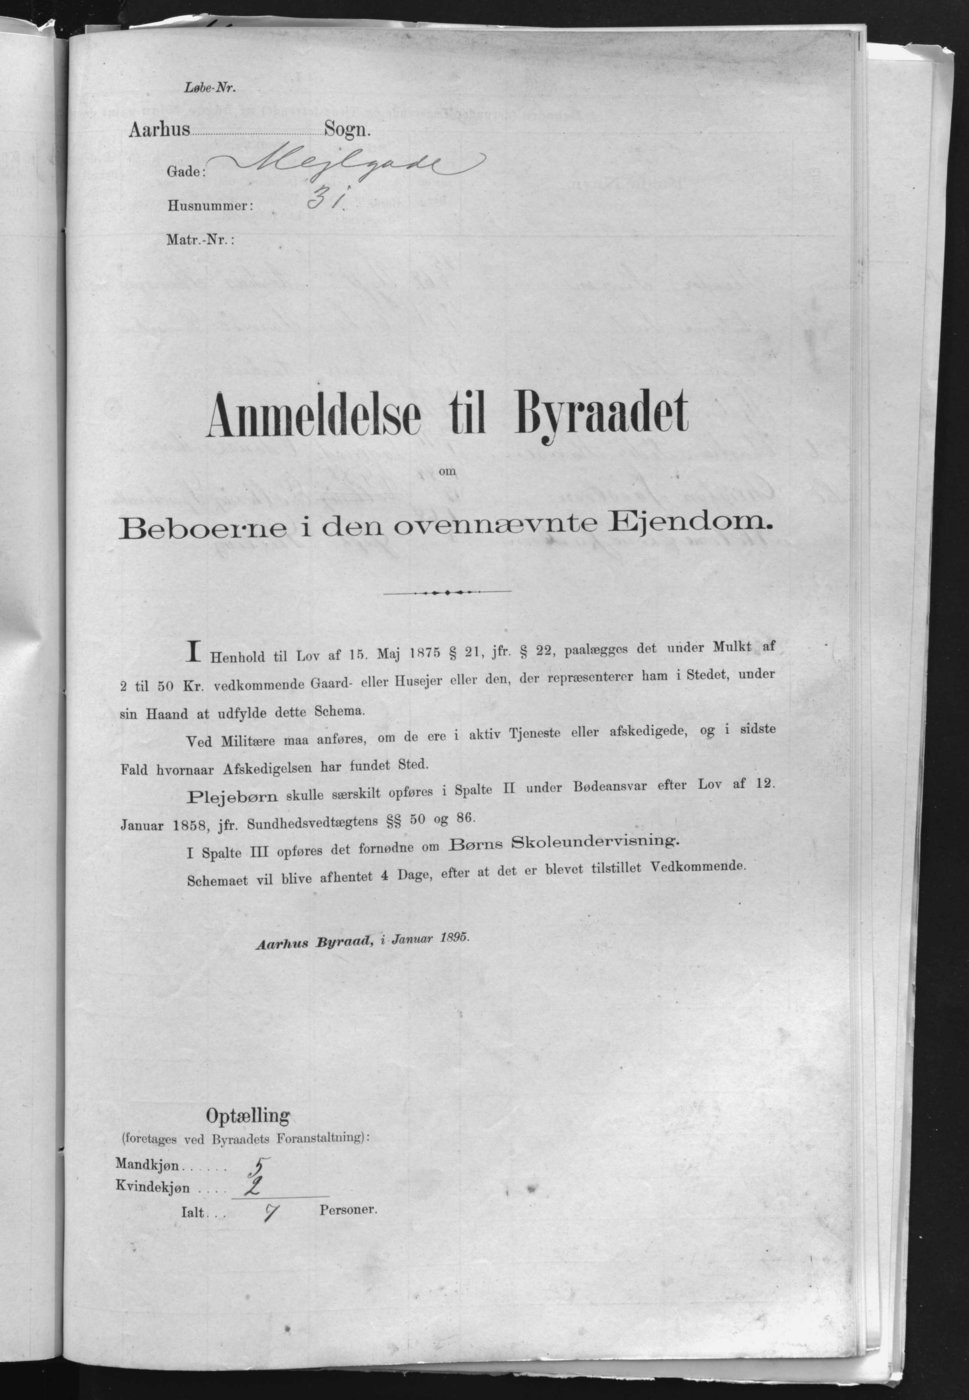 Løbe-Nr.
Aarhus Sogn.
Gade: Mejlgade
Husnummer: 31.
Matr.-Nr.:
Anmeldelse til Byraadet
om
Beboerne i den ovennævnte Ejendom.
I Henhold til Lov af 15. Maj 1875 § 21, jfr. § 22, paalægges det under Mulkt af
2 til 50 Kr. vedkommende Gaard- eller Husejer eller den, der repræsenterer ham i Stedet, under
sin Haand at udfylde dette Schema.
Ved Militære maa anføres, om de ere i aktiv Tjeneste eller afskedigede, og i sidste
Fald hvornaar Afskedigelsen har fundet Sted.
Plejebørn skulle særskilt opføres i Spalte II under Bødeansvar efter Lov af 12.
Januar 1858, jfr. Sundhedsvedtægtens §§ 50 og 86.
I Spalte III opføres det fornødne om Børns Skoleundervisning.
Schemaet vil blive afhentet 4 Dage, efter at det er blevet tilstillet Vedkommende.
Aarhus Byraad, i Januar 1895.
Optælling
(foretages ved Byraadets Foranstaltning):
Mandkjøn...... 5
Kvindekjøn .... 2
Ialt... 7 Personer.